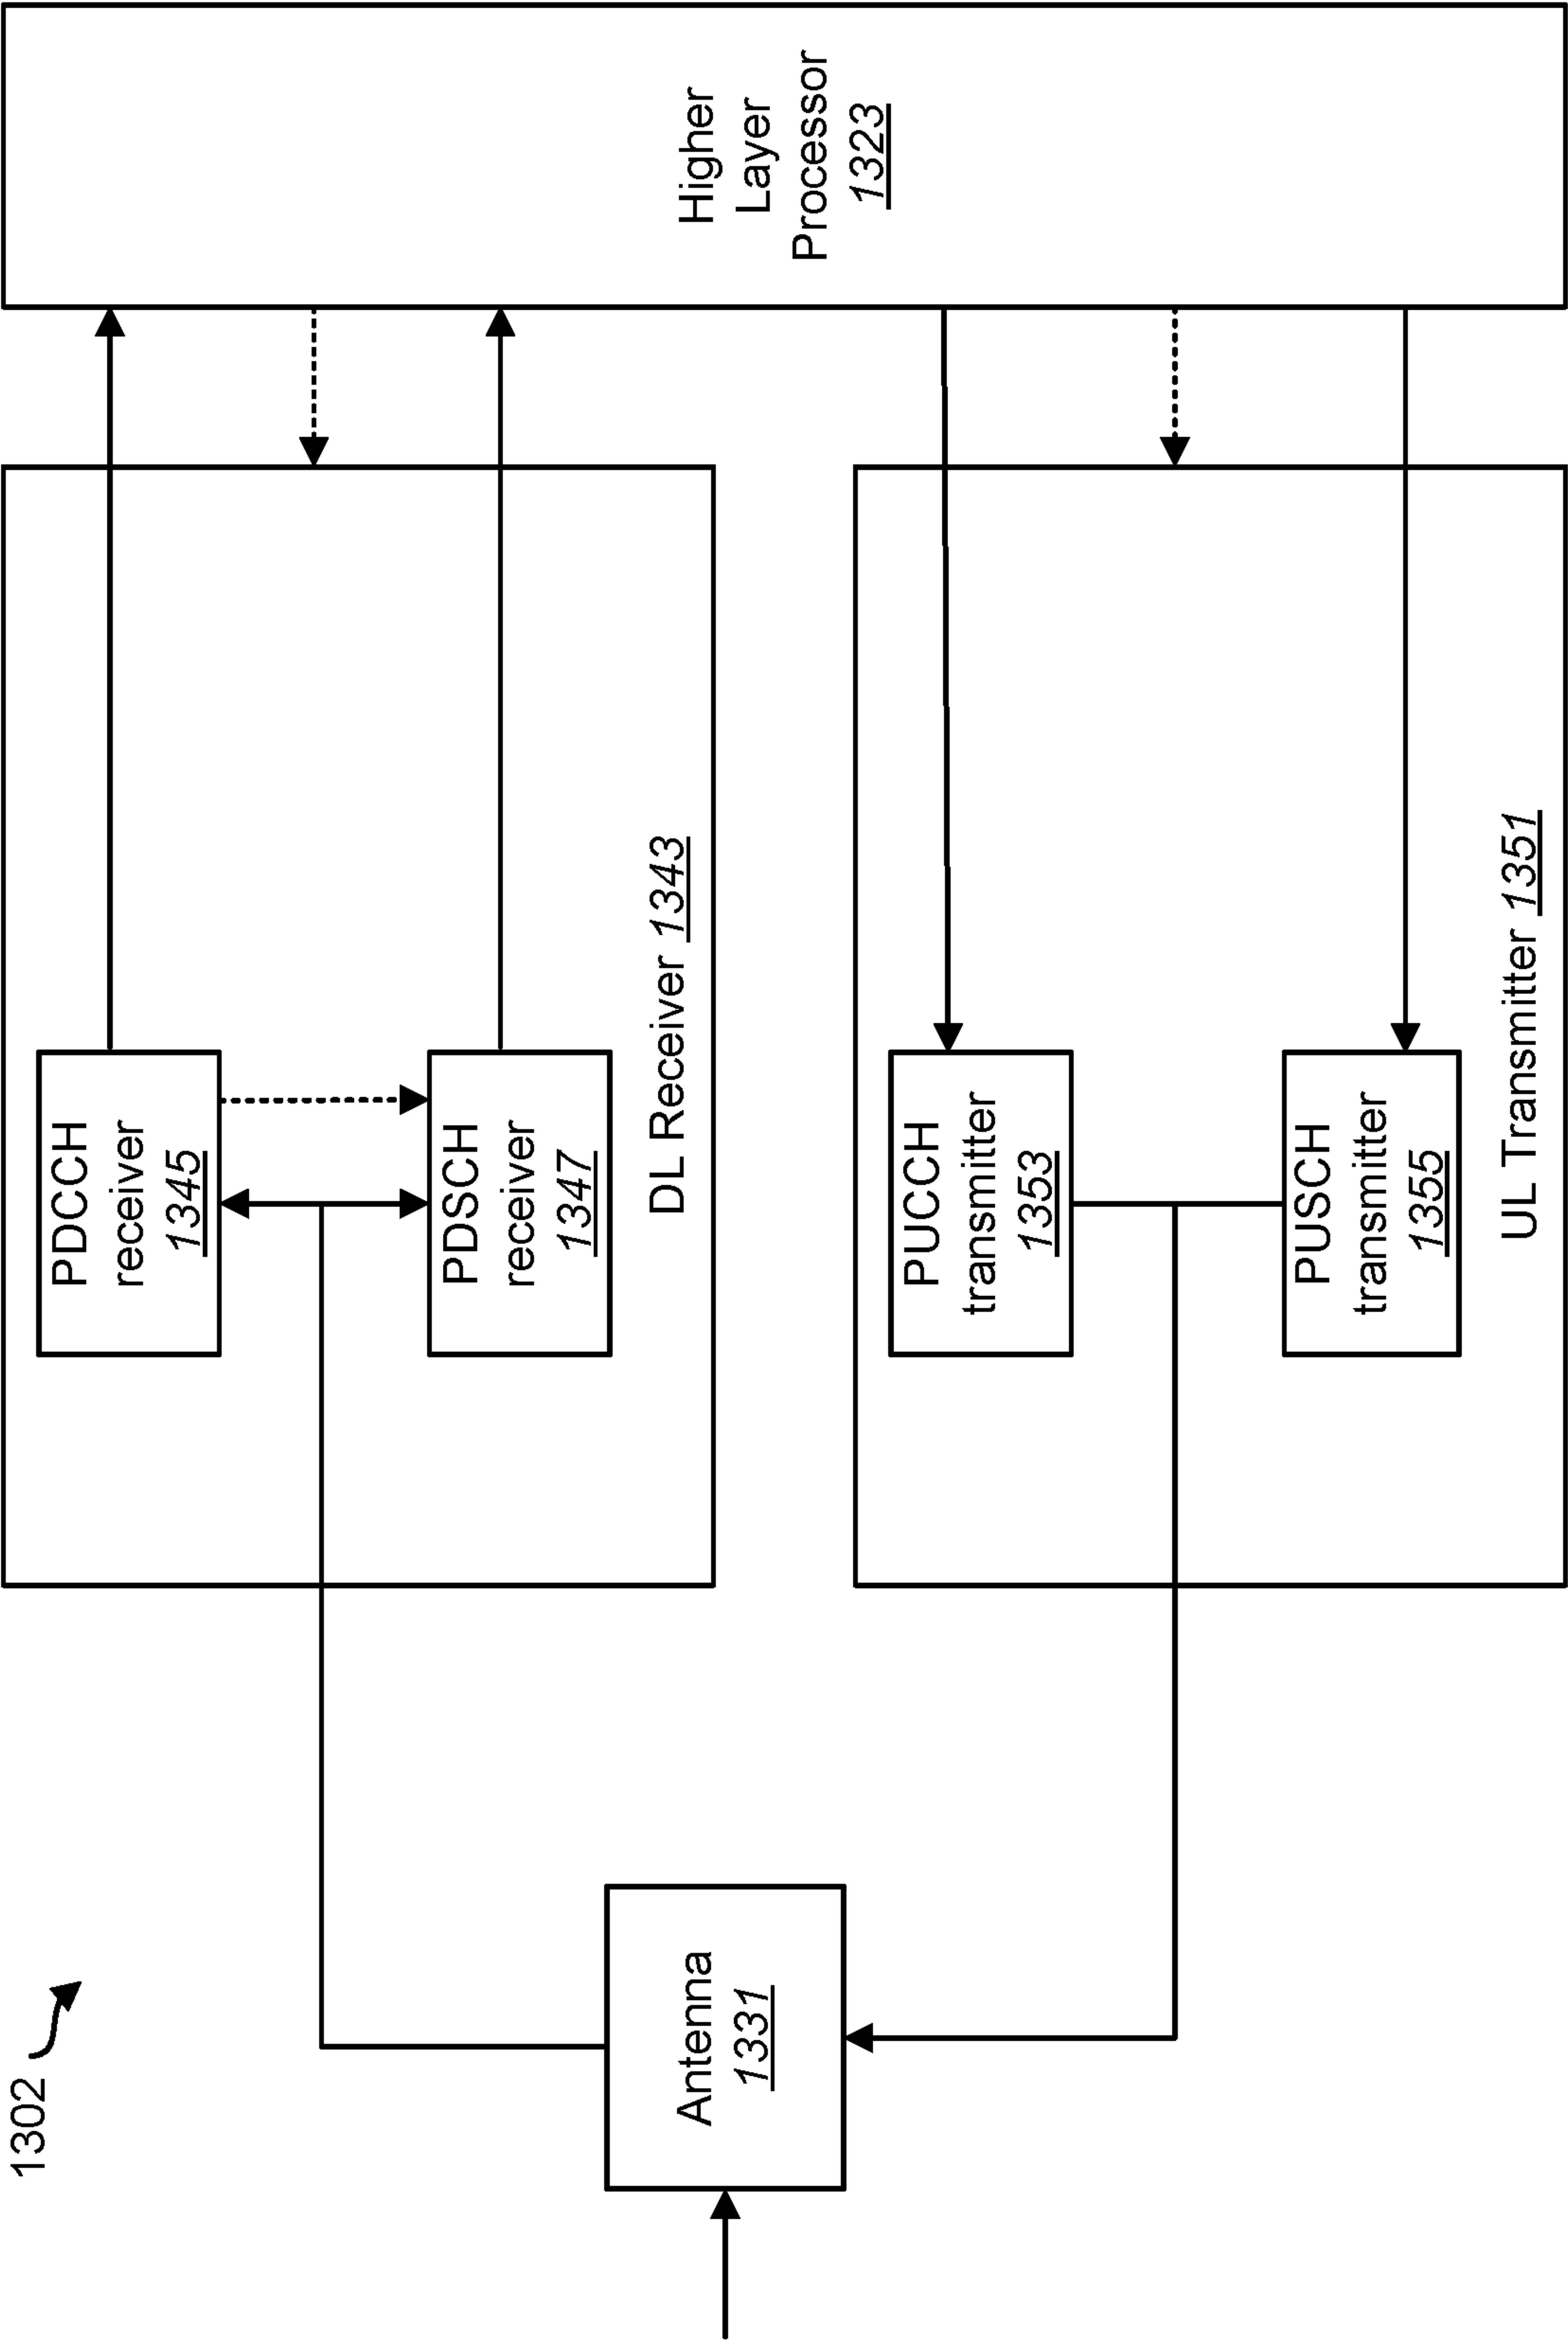 1302
Antenna
1331
PDCCH
receiver
1345
PDSCH
receiver
1347
DL Receiver 1343
PUCCH
transmitter
1353
PUSCH
transmitter
1355
UL Transmitter 1351
Higher
Layer
Processor
1323